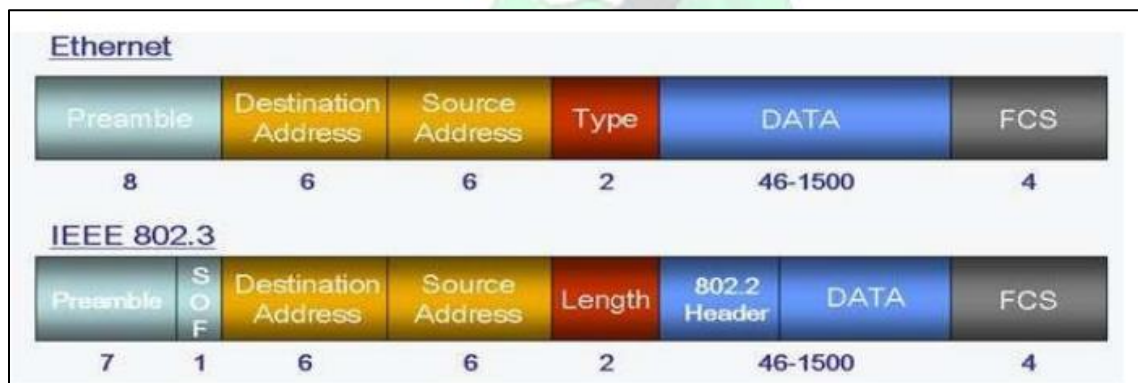 Ethernet
Preamble Destination Address Source Address Type DATA FCS
8 6 6 2 46-1500 4
IEEE 802.3
Preamble SOF Destination Address Source Address Length 802.2 Header DATA FCS
7 1 6 6 2 46-1500 4